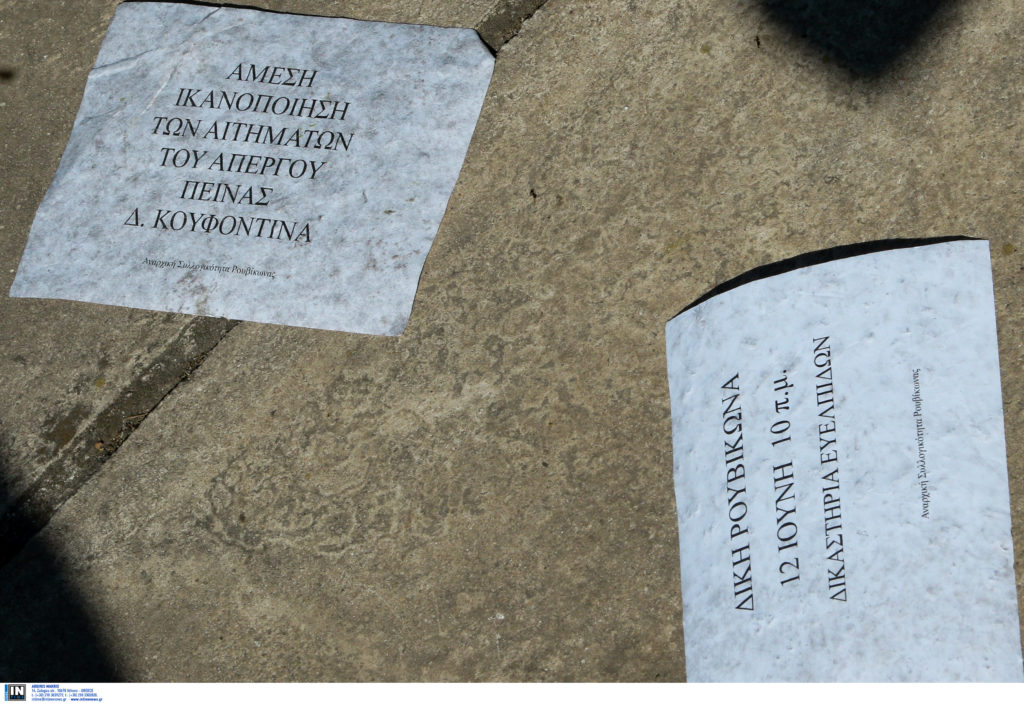 ΑΜΕΣΗ
ΙΚΑΝΟΠΟΙΗΣΗ
ΤΩΝ ΑΙΤΗΜΑΤΩΝ
ΤΟΥ ΑΠΕΡΓΟΥ
ΠΕΙΝΑΣ
Δ. ΚΟΥΦΟΝΤΙΝΑ
Αναρχική Συλλογικότητα Ρουβίκωνας
ΔΙΚΗ ΡΟΥΒΙΚΩΝΑ
12 ΙΟΥΝΗ 10 π.μ.
ΔΙΚΑΣΤΗΡΙΑ ΕΥΕΛΠΙΔΩΝ
Αναρχική Συλλογικότητα Ρουβίκωνας
IN